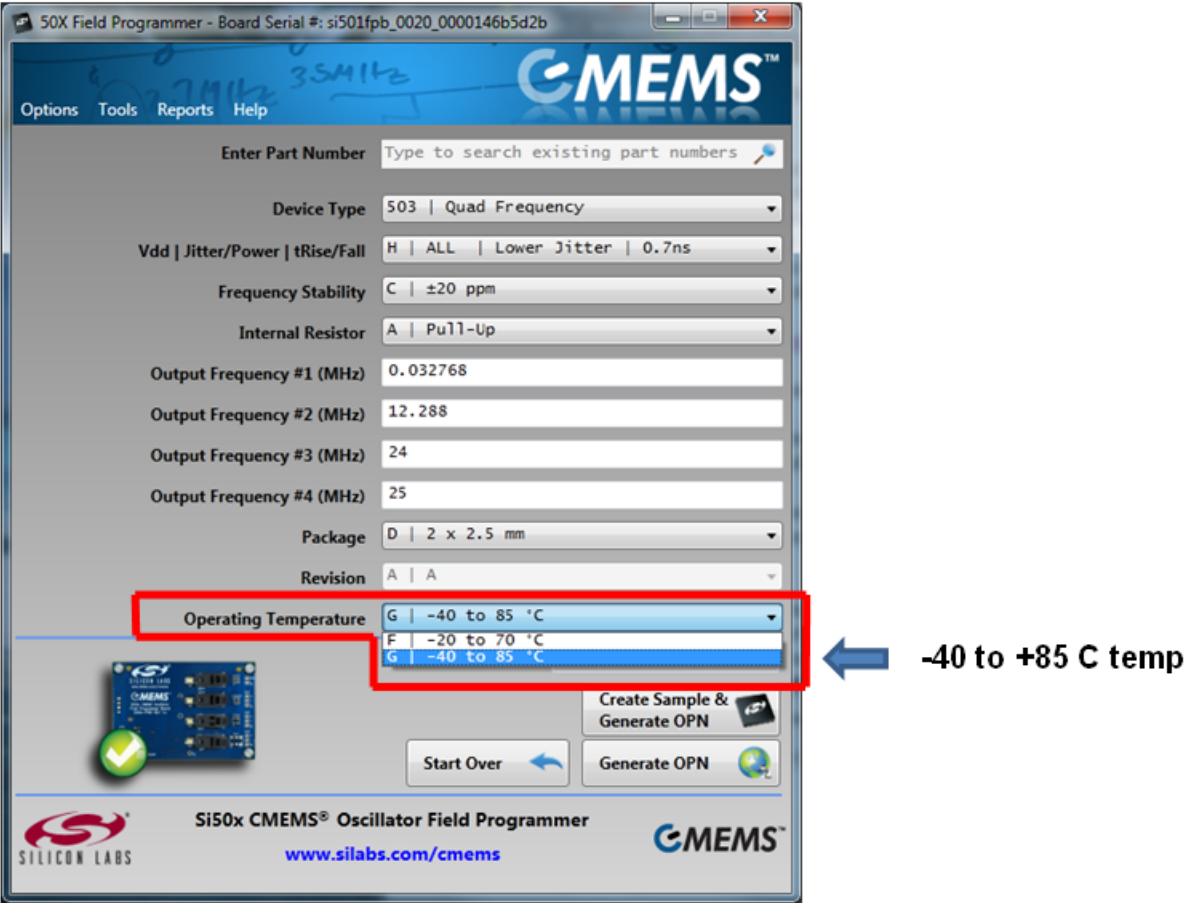 50X Field Programmer - Board Serial #: si501fpb_0020_0000146b5d2b
CMEMS™
35MHz
Options Tools Reports Help
Enter Part Number Type to search existing part numbers
Device Type 503 | Quad Frequency
Vdd | Jitter/Power | tRise/Fall H | ALL | Lower Jitter | 0.7ns
Frequency Stability C | ±20 ppm
Internal Resistor A | Pull-Up
Output Frequency #1 (MHz) 0.032768
Output Frequency #2 (MHz) 12.288
Output Frequency #3 (MHz) 24
Output Frequency #4 (MHz) 25
Package D | 2 x 2.5 mm
Revision A | A
Operating Temperature G | -40 to 85 °C
F | -20 to 70 °C
G | -40 to 85 °C
-40 to +85 C temp
SILICON LABS
CMEMS
Create Sample &
Generate OPN
Start Over
Generate OPN
Si50x CMEMS® Oscillator Field Programmer
www.silabs.com/cmems
SILICON LABS
CMEMS™